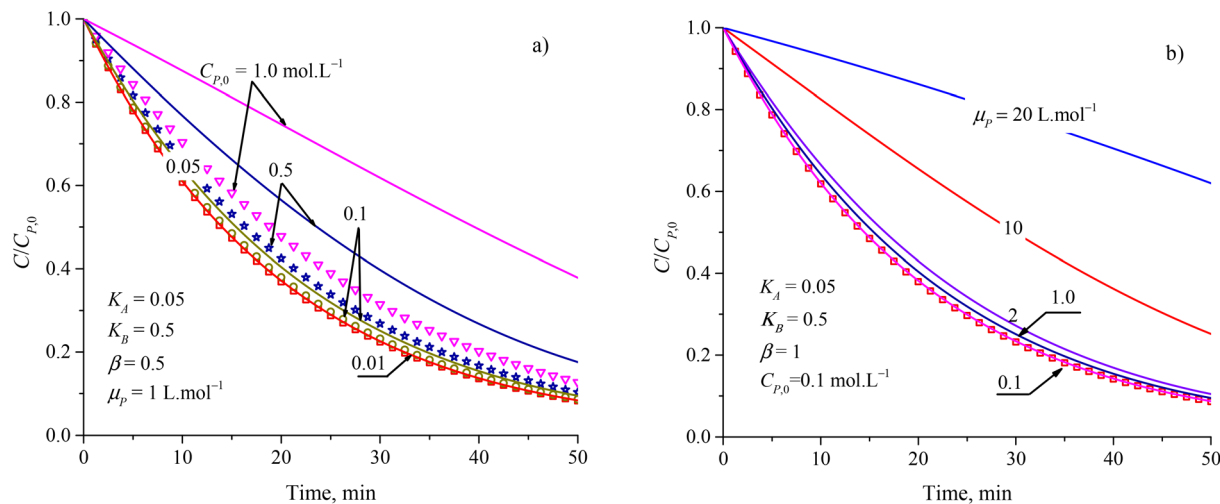 a)
C/C_{P,0}
1.0
0.8
0.6
0.4
0.2
0.0
C_{P,0} = 1.0 mol.L⁻¹
0.05
0.5
0.1
0.01
K_A = 0.05
K_B = 0.5
β = 0.5
μ_P = 1 L.mol⁻¹
0 10 20 30 40 50
Time, min
b)
C/C_{P,0}
1.0
0.8
0.6
0.4
0.2
0.0
μ_P = 20 L.mol⁻¹
10
2
1.0
0.1
K_A = 0.05
K_B = 0.5
β = 1
C_{P,0}=0.1 mol.L⁻¹
0 10 20 30 40 50
Time, min